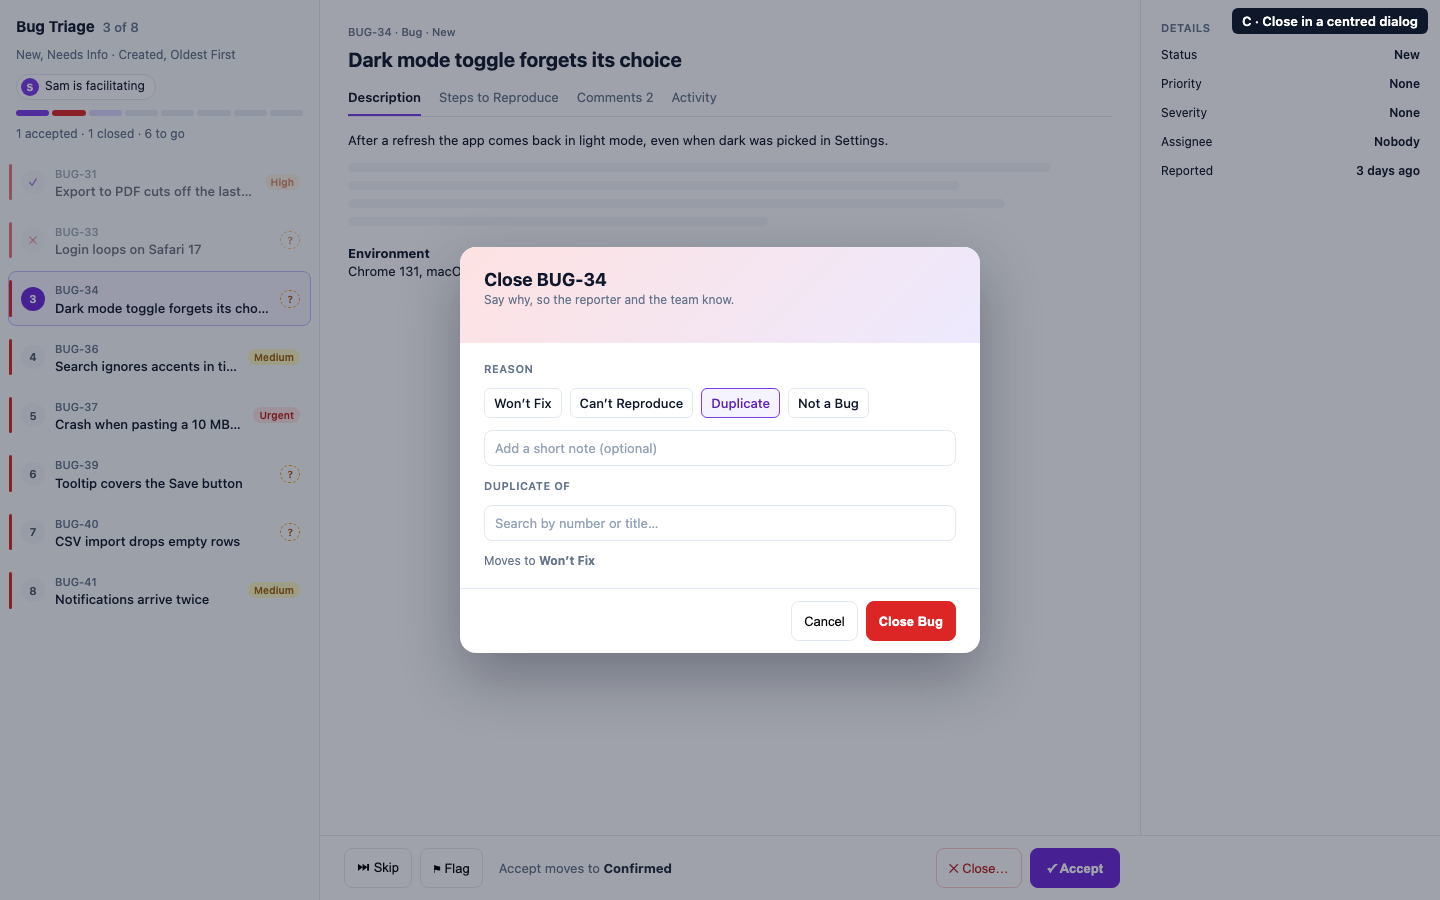 Bug Triage 3 of 8
New, Needs Info · Created, Oldest First
S Sam is facilitating
1 accepted · 1 closed · 6 to go
BUG-31
Export to PDF cuts off the last…
High
BUG-33
Login loops on Safari 17
?
3
BUG-34
Dark mode toggle forgets its cho…
?
4
BUG-36
Search ignores accents in ti…
Medium
5
BUG-37
Crash when pasting a 10 MB…
Urgent
6
BUG-39
Tooltip covers the Save button
?
7
BUG-40
CSV import drops empty rows
?
8
BUG-41
Notifications arrive twice
Medium
BUG-34 · Bug · New
Dark mode toggle forgets its choice
Description Steps to Reproduce Comments 2 Activity
After a refresh the app comes back in light mode, even when dark was picked in Settings.
Environment
Chrome 131, macO
Close BUG-34
Say why, so the reporter and the team know.
REASON
Won’t Fix Can’t Reproduce Duplicate Not a Bug
Add a short note (optional)
DUPLICATE OF
Search by number or title…
Moves to Won’t Fix
Cancel Close Bug
Skip Flag Accept moves to Confirmed Close… Accept
C · Close in a centred dialog
DETAILS
Status New
Priority None
Severity None
Assignee Nobody
Reported 3 days ago